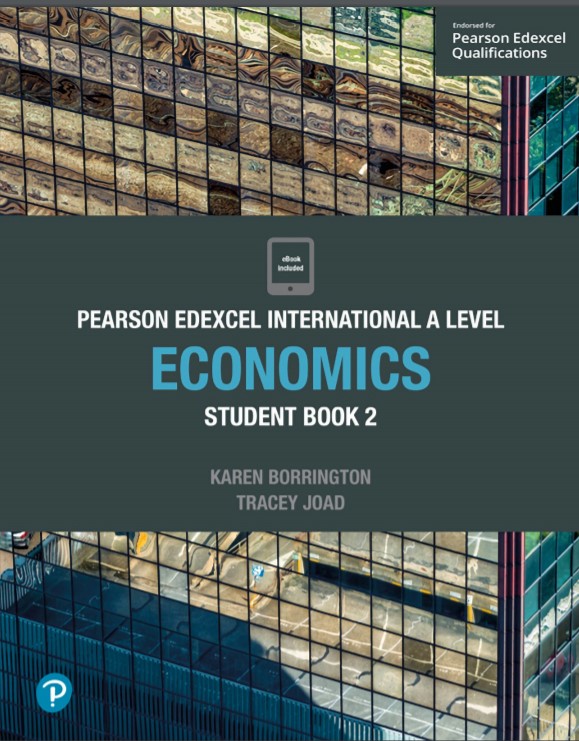 Endorsed for
Pearson Edexcel
Qualifications
eBook
included
PEARSON EDEXCEL INTERNATIONAL A LEVEL
ECONOMICS
STUDENT BOOK 2
KAREN BORRINGTON
TRACEY JOAD
P